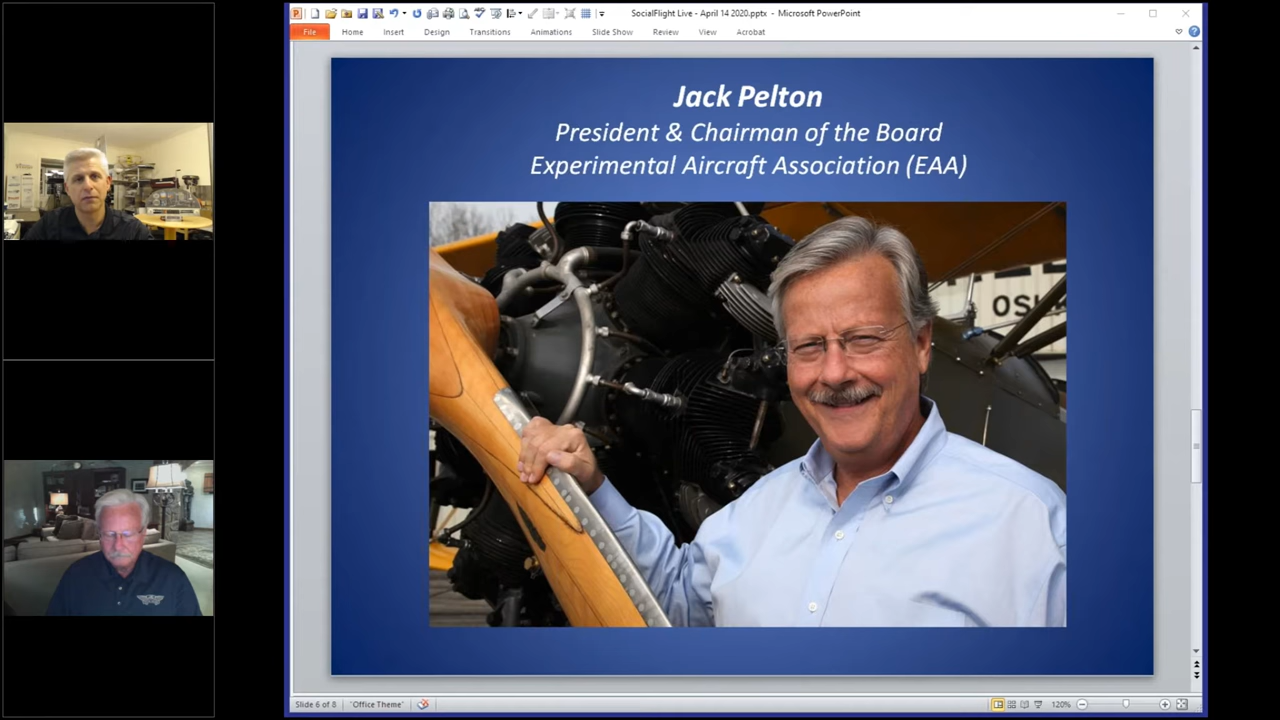 SocialFlight Live - April 14 2020.pptx - Microsoft PowerPoint
File Home Insert Design Transitions Animations Slide Show Review View Acrobat
Jack Pelton
President & Chairman of the Board
Experimental Aircraft Association (EAA)
OSH
Slide 6 of 8 "Office Theme" 120%